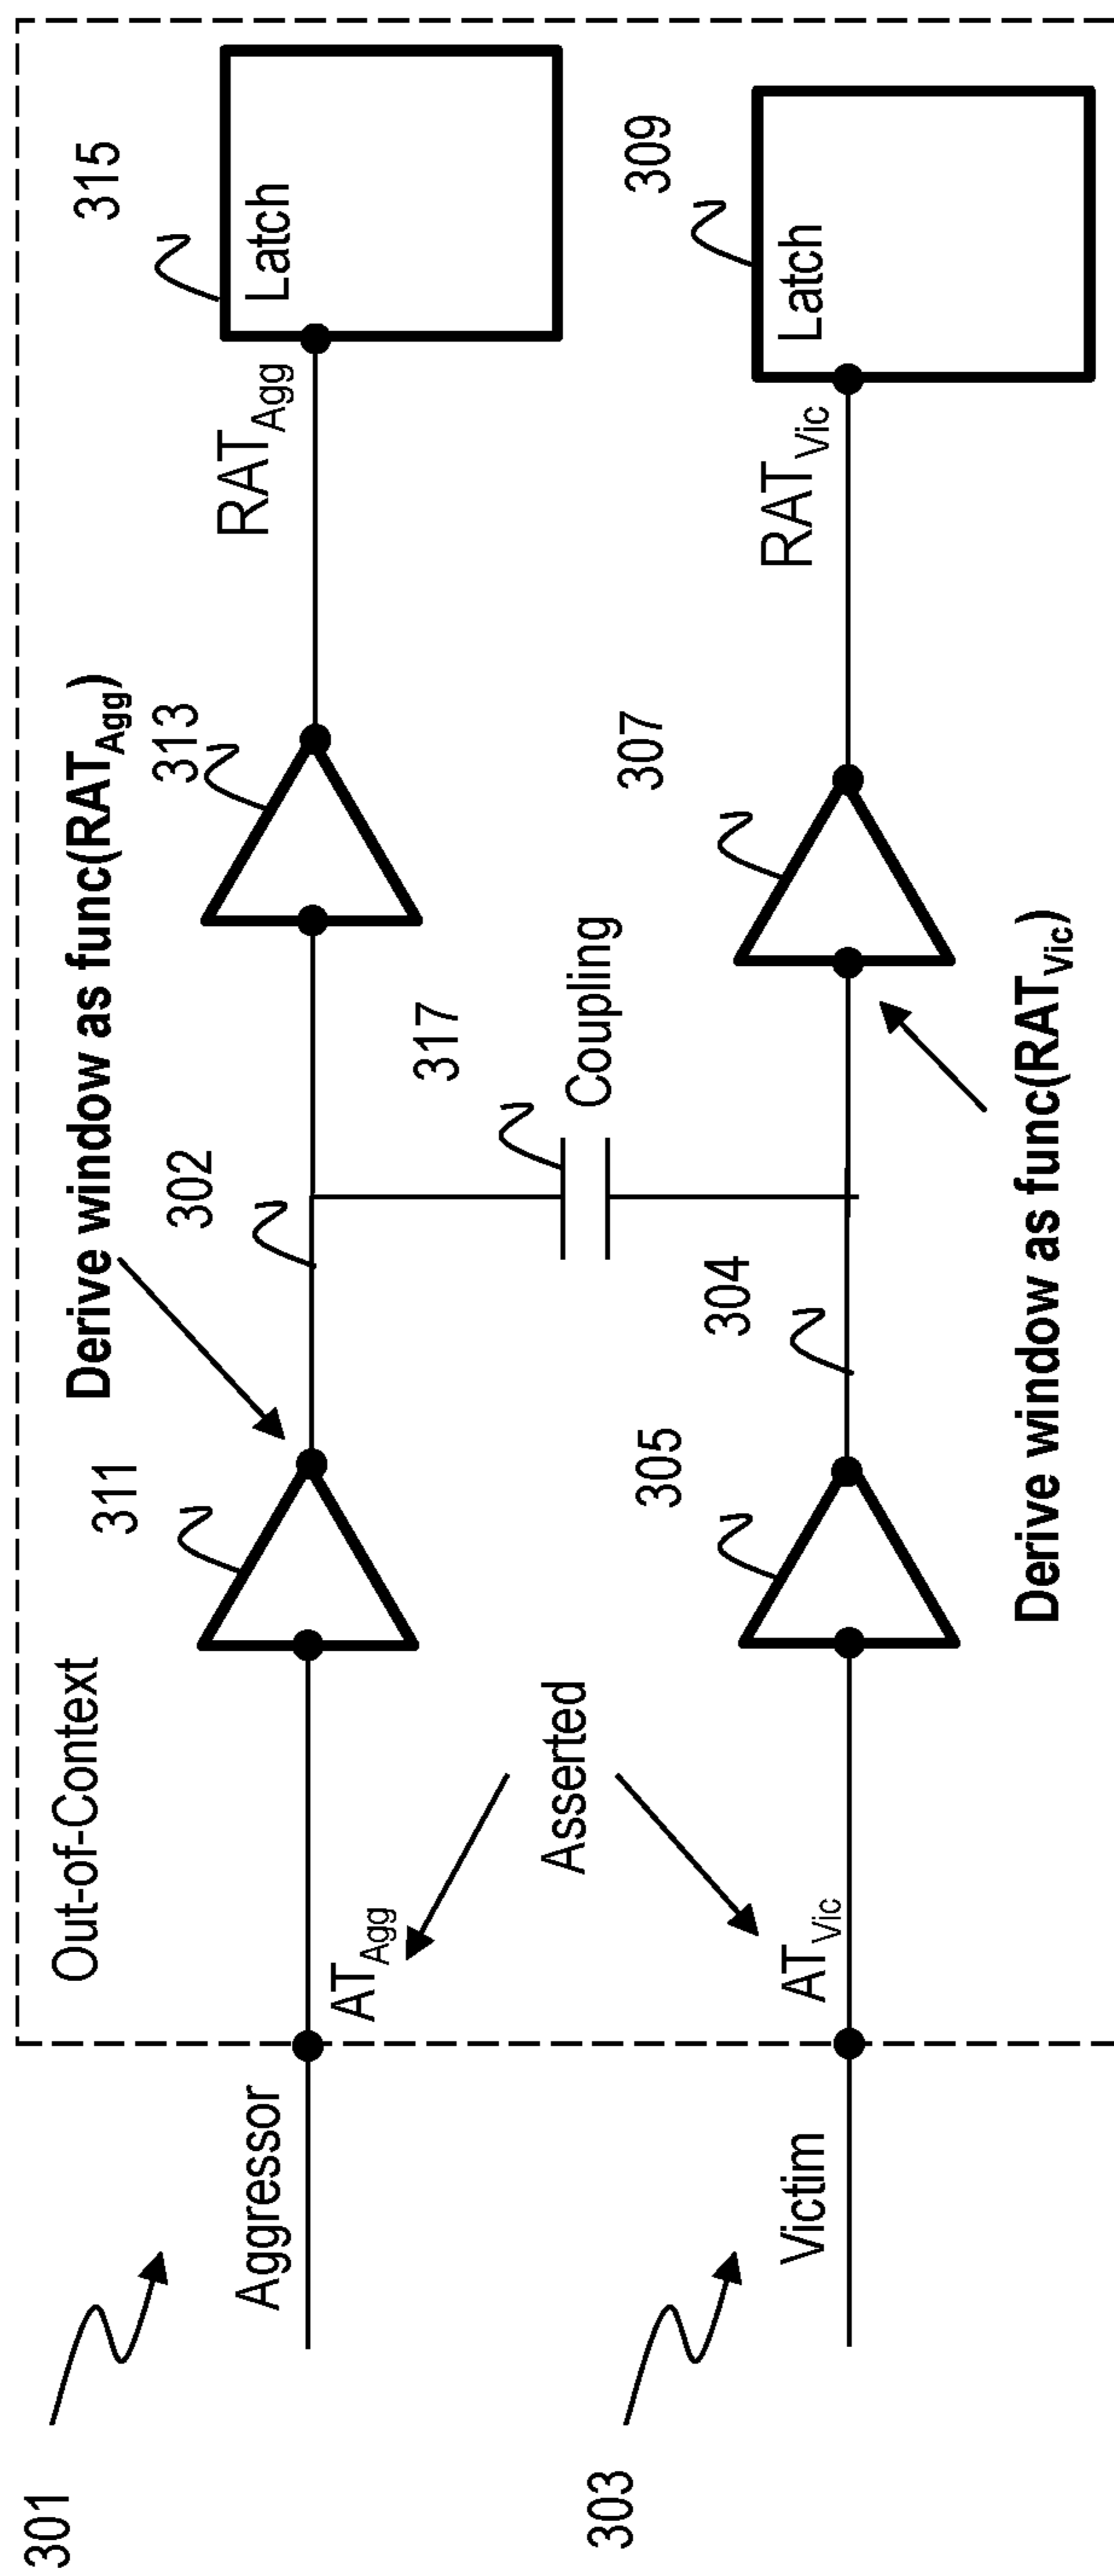 301
Aggressor
AT_Agg
Out-of-Context
311
Derive window as func(RAT_Agg)
302
313
RAT_Agg
315
Latch
317
Coupling
Asserted
303
Victim
AT_Vic
305
304
307
RAT_Vic
309
Latch
Derive window as func(RAT_Vic)